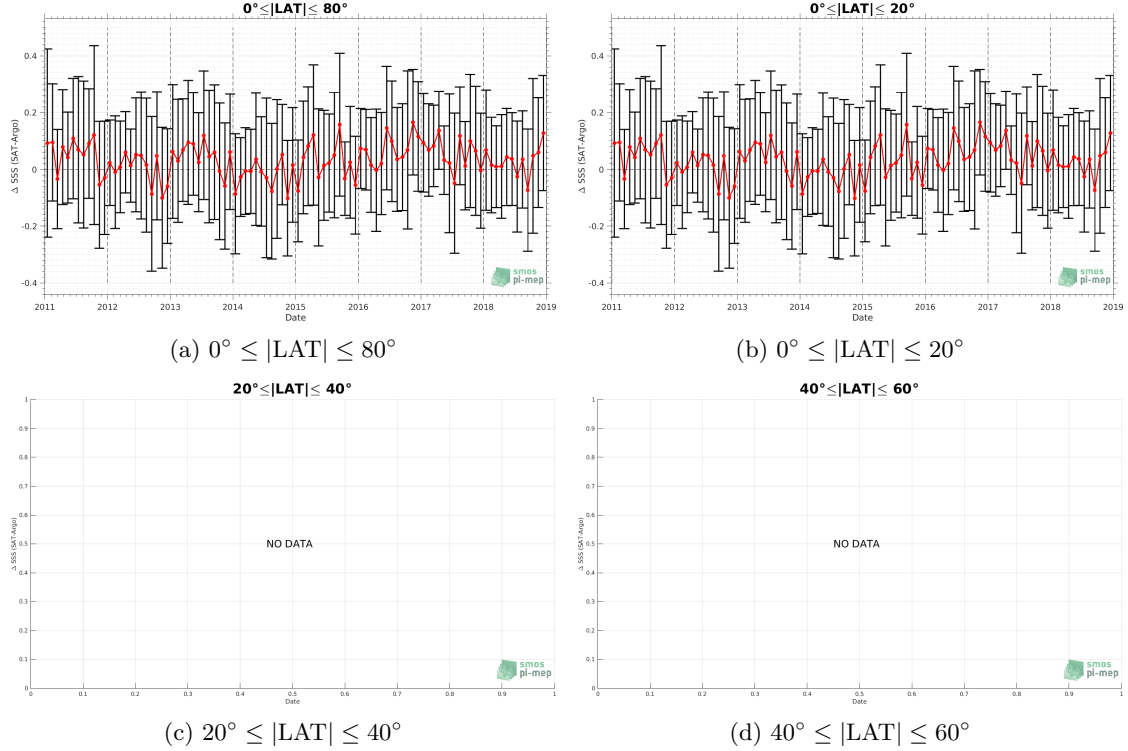 0°≤|LAT|≤ 80°
Δ SSS (SAT-Argo)
0.4
0.2
0
-0.2
-0.4
2011 2012 2013 2014 2015 2016 2017 2018 2019
Date
smos
pi-mep
(a) 0° ≤ |LAT| ≤ 80°
0°≤|LAT|≤ 20°
Δ SSS (SAT-Argo)
0.4
0.2
0
-0.2
-0.4
2011 2012 2013 2014 2015 2016 2017 2018 2019
Date
smos
pi-mep
(b) 0° ≤ |LAT| ≤ 20°
20°≤|LAT|≤ 40°
Δ SSS (SAT-Argo)
1
0.9
0.8
0.7
0.6
0.5
0.4
0.3
0.2
0.1
0
NO DATA
0 0.1 0.2 0.3 0.4 0.5 0.6 0.7 0.8 0.9 1
Date
smos
pi-mep
(c) 20° ≤ |LAT| ≤ 40°
40°≤|LAT|≤ 60°
Δ SSS (SAT-Argo)
1
0.9
0.8
0.7
0.6
0.5
0.4
0.3
0.2
0.1
0
NO DATA
0 0.1 0.2 0.3 0.4 0.5 0.6 0.7 0.8 0.9 1
Date
smos
pi-mep
(d) 40° ≤ |LAT| ≤ 60°